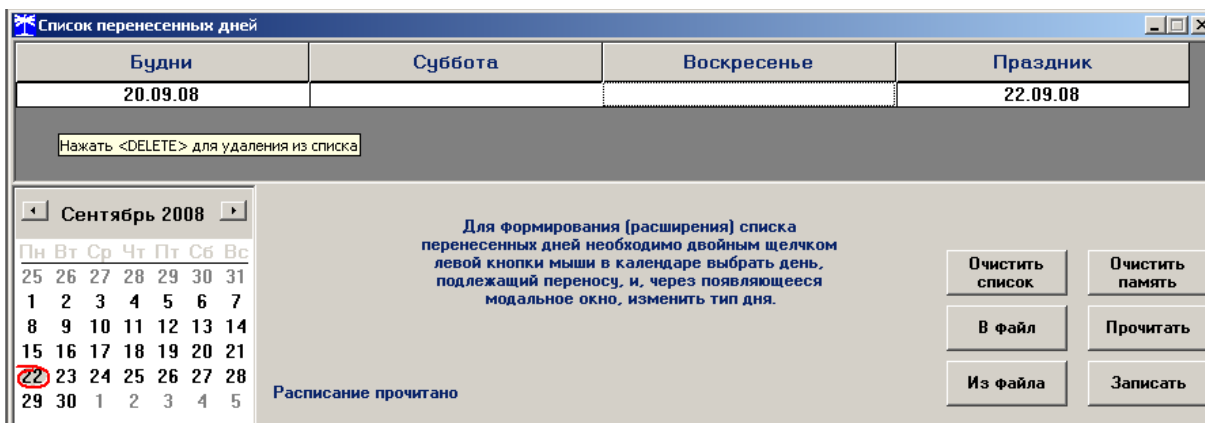 Список перенесенных дней
Будни Суббота Воскресенье Праздник
20.09.08 22.09.08
Нажать <DELETE> для удаления из списка
Сентябрь 2008
Пн Вт Ср Чт Пт Сб Вс
25 26 27 28 29 30 31
1 2 3 4 5 6 7
8 9 10 11 12 13 14
15 16 17 18 19 20 21
22 23 24 25 26 27 28
29 30 1 2 3 4 5
Для формирования (расширения) списка
перенесенных дней необходимо двойным щелчком
левой кнопки мыши в календаре выбрать день,
подлежащий переносу, и, через появляющееся
модальное окно, изменить тип дня.
Расписание прочитано
Очистить
список
Очистить
память
В файл
Прочитать
Из файла
Записать